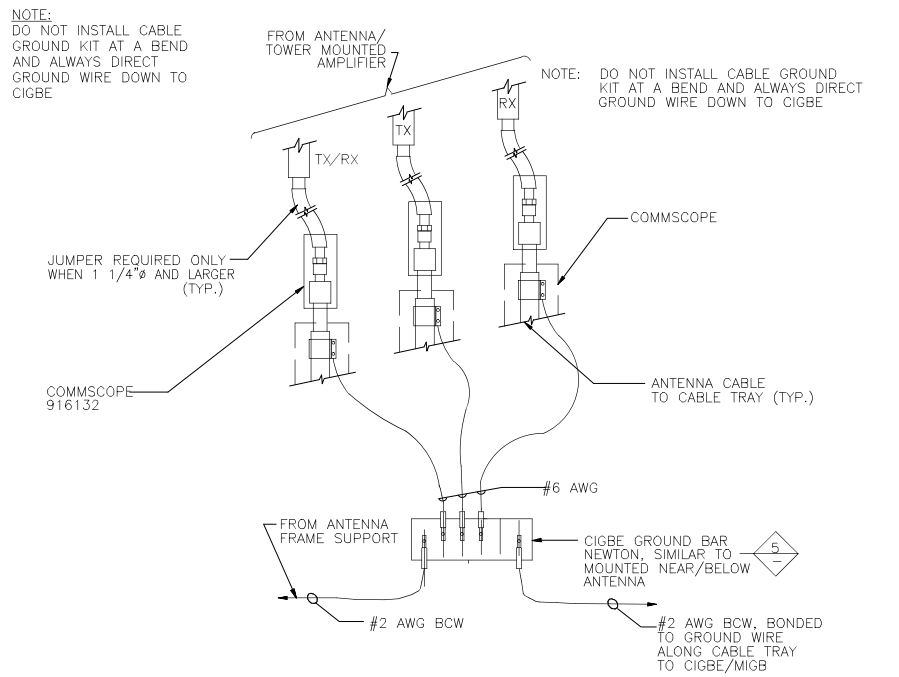 NOTE:
DO NOT INSTALL CABLE
GROUND KIT AT A BEND
AND ALWAYS DIRECT
GROUND WIRE DOWN TO
CIGBE
FROM ANTENNA/
TOWER MOUNTED
AMPLIFIER
NOTE: DO NOT INSTALL CABLE GROUND
KIT AT A BEND AND ALWAYS DIRECT
GROUND WIRE DOWN TO CIGBE
RX
TX
TX/RX
COMMSCOPE
JUMPER REQUIRED ONLY
WHEN 1 1/4"ø AND LARGER
(TYP.)
COMMSCOPE
916132
ANTENNA CABLE
TO CABLE TRAY (TYP.)
#6 AWG
FROM ANTENNA
FRAME SUPPORT
CIGBE GROUND BAR
NEWTON, SIMILAR TO
MOUNTED NEAR/BELOW
ANTENNA
5
–
#2 AWG BCW
#2 AWG BCW, BONDED
TO GROUND WIRE
ALONG CABLE TRAY
TO CIGBE/MIGB